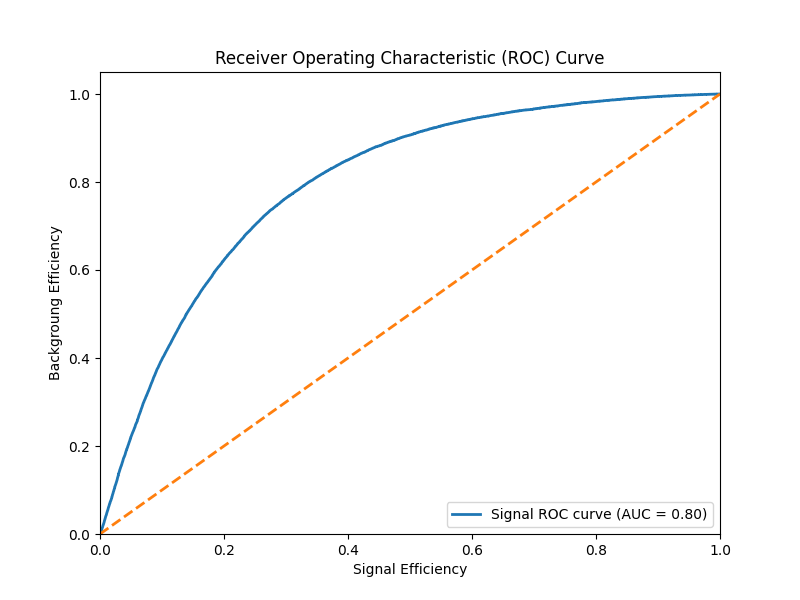 Receiver Operating Characteristic (ROC) Curve
1.0
0.8
0.6
0.4
0.2
0.0
Backgroung Efficiency
0.0 0.2 0.4 0.6 0.8 1.0
Signal Efficiency
Signal ROC curve (AUC = 0.80)